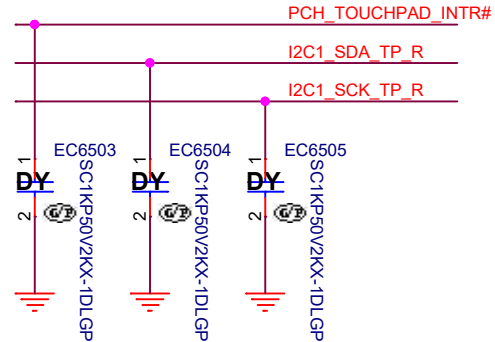 PCH_TOUCHPAD_INTR#
I2C1_SDA_TP_R
I2C1_SCK_TP_R
EC6503
EC6504
EC6505
1
1
1
DY
DY
DY
2
2
2
G/P
G/P
G/P
SC1KP50V2KX-1DLGP
SC1KP50V2KX-1DLGP
SC1KP50V2KX-1DLGP